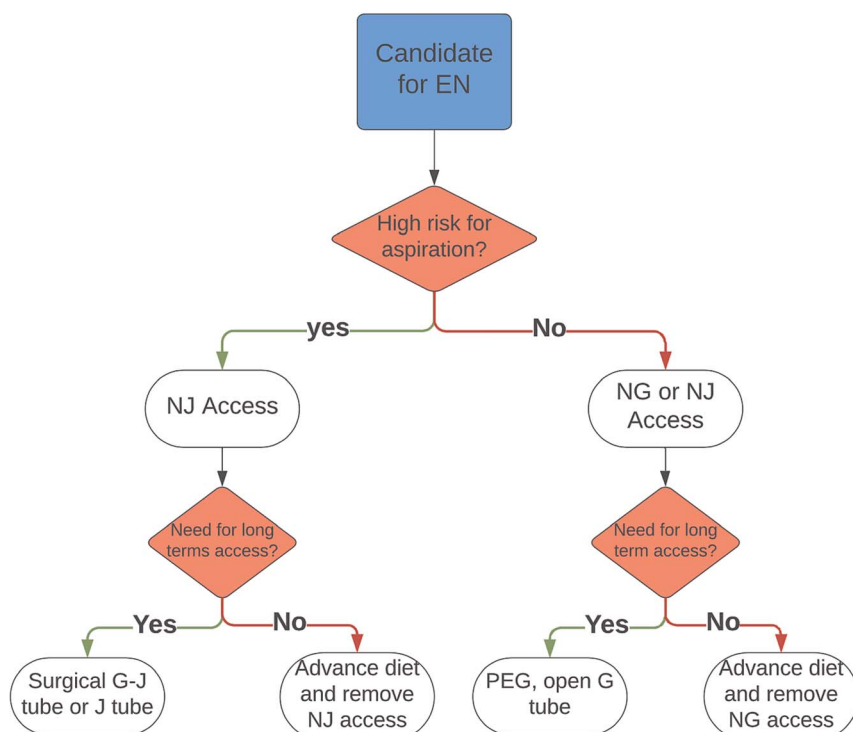 Candidate
for EN
High risk for
aspiration?
yes
No
NJ Access
NG or NJ
Access
Need for long
terms access?
Need for long
term access?
Yes
No
Yes
No
Surgical G-J
tube or J tube
Advance diet
and remove
NJ access
PEG, open G
tube
Advance diet
and remove
NG access